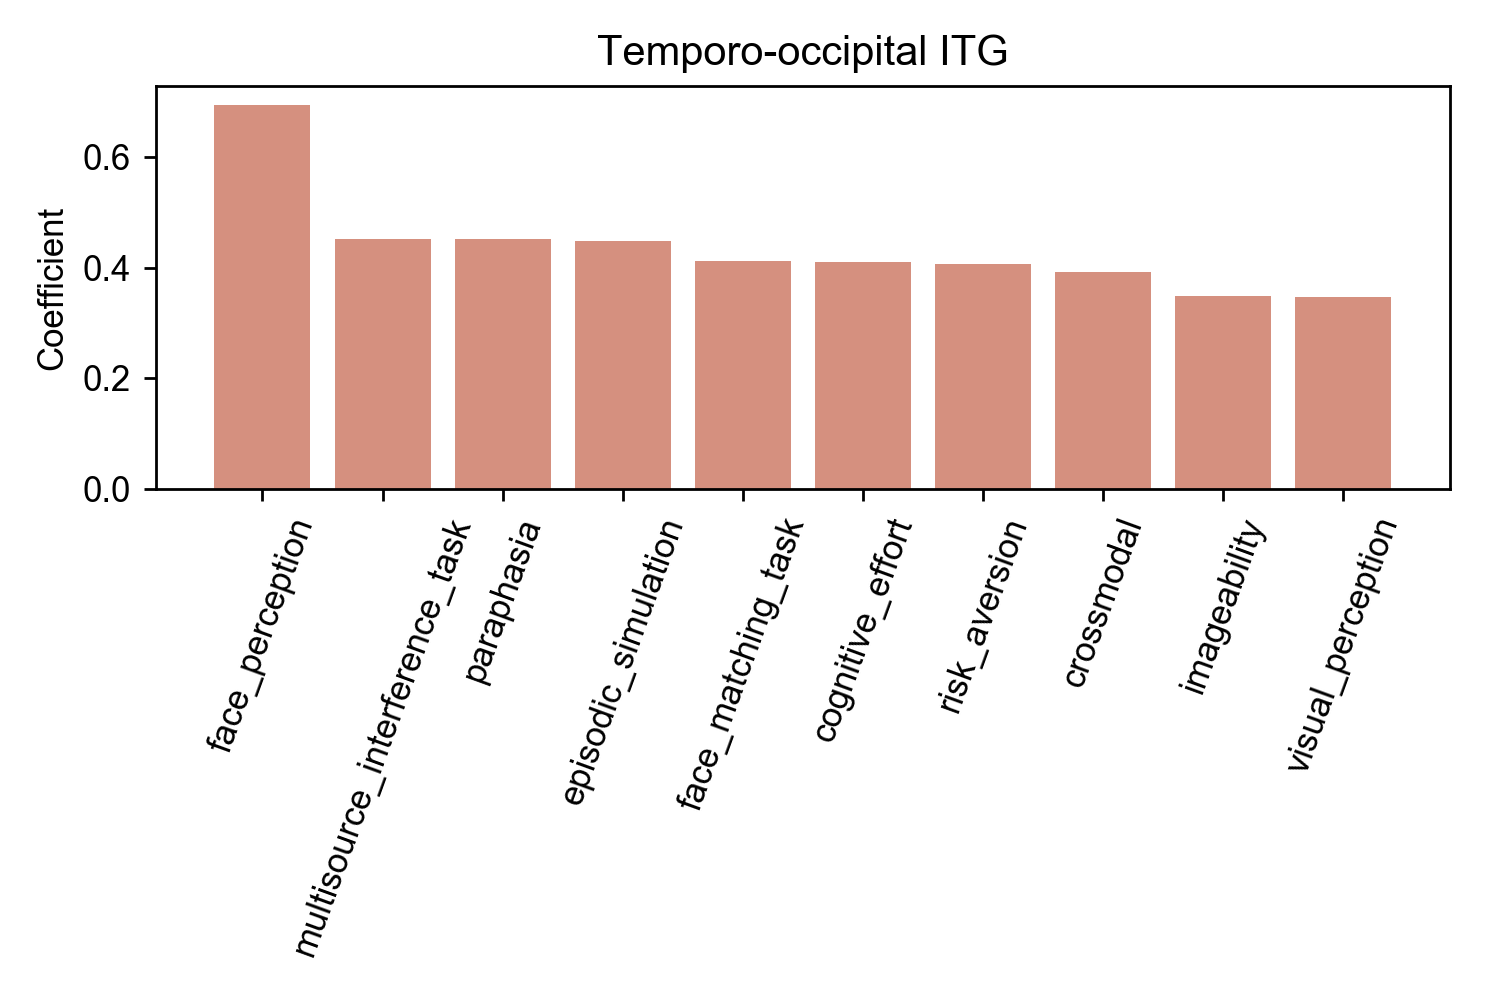 Temporo-occipital ITG
Coefficient
0.6
0.4
0.2
0.0
face_perception
multisource_interference_task
paraphasia
episodic_simulation
face_matching_task
cognitive_effort
risk_aversion
crossmodal
imageability
visual_perception